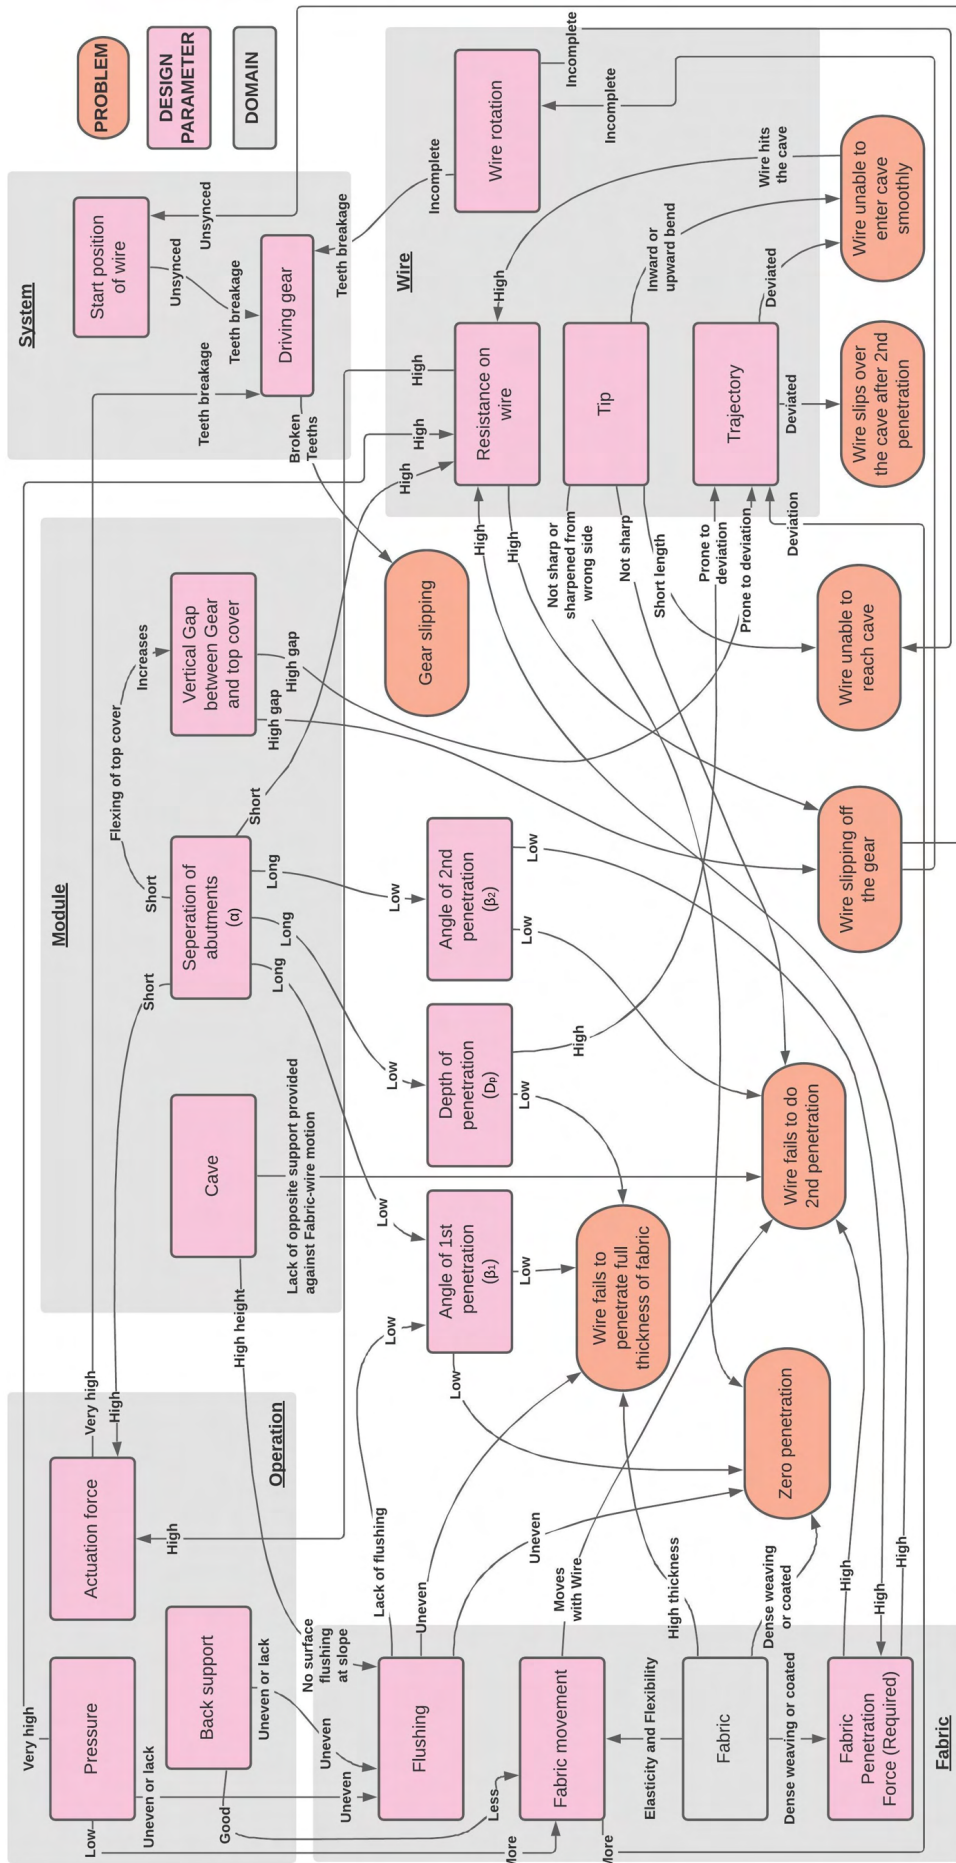 PROBLEM
DESIGN
PARAMETER
DOMAIN
System
Start position
of wire
Unsynced
Unsynced
Teeth breakage
Teeth breakage
Driving gear
Teeth breakage
Broken
Teeths
Wire
Wire rotation
Incomplete
Incomplete
Incomplete
Resistance on
wire
High
High
High
High
High
High
Wire hits
the cave
Tip
Inward or
upward bend
Not sharp or
sharpened from
wrong side
Not sharp
Short length
Trajectory
Deviated
Deviated
Prone to
deviation
Prone to deviation
Deviation
Wire unable to
enter cave
smoothly
Wire slips over
the cave after 2nd
penetration
Wire unable to
reach cave
Wire slipping off
the gear
Gear slipping
Module
Vertical Gap
between Gear
and top cover
Increases
Flexing of top cover
High gap
High gap
Seperation of
abutments
(α)
Short
Short
Short
Long
Long
Long
Cave
Lack of opposite support provided
against Fabric-wire motion
High height
Angle of 2nd
penetration
(β2)
Low
Low
Low
Depth of
penetration
(Dp)
Low
Low
High
Angle of 1st
penetration
(β1)
Low
Low
Low
Low
Wire fails to
penetrate full
thickness of fabric
Wire fails to do
2nd penetration
Zero penetration
Operation
Actuation force
Very high
High
High
Pressure
Very high
Uneven or lack
Low
Back support
Uneven or lack
Good
Fabric
Flushing
No surface
flushing
at slope
Uneven
Uneven
Lack of flushing
Uneven
Uneven
Fabric movement
Less
More
More
Moves
with Wire
Elasticity and Flexibility
Fabric
High thickness
Dense weaving
or coated
Dense weaving or coated
Fabric
Penetration
Force (Required)
High
High
High